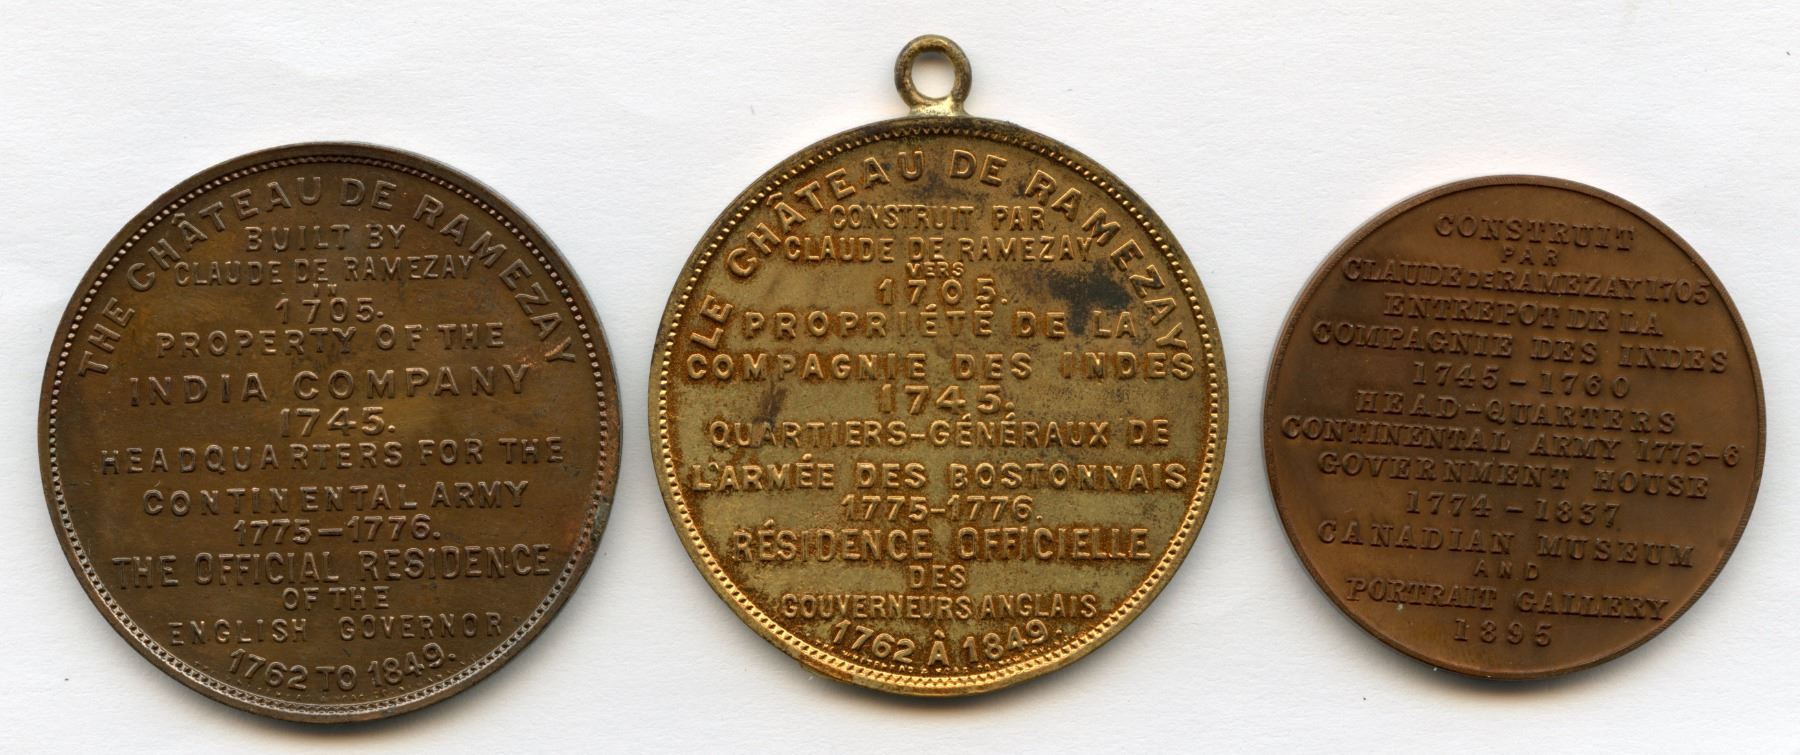 THE CHÂTEAU DE RAMEZAY
BUILT BY
CLAUDE DE RAMEZAY
IN
1705.
PROPERTY OF THE
INDIA COMPANY
1745.
HEADQUARTERS FOR THE
CONTINENTAL ARMY
1775–1776.
THE OFFICIAL RESIDENCE
OF THE
ENGLISH GOVERNOR
1762 TO 1849.
LE CHÂTEAU DE RAMEZAY
CONSTRUIT PAR
CLAUDE DE RAMEZAY
VERS
1705.
PROPRIÉTÉ DE LA
COMPAGNIE DES INDES
1745.
QUARTIERS-GÉNÉRAUX DE
L'ARMÉE DES BOSTONNAIS
1775-1776.
RÉSIDENCE OFFICIELLE
DES
GOUVERNEURS ANGLAIS
1762 À 1849.
CONSTRUIT
PAR
CLAUDE DE RAMEZAY 1705
ENTREPOT DE LA
COMPAGNIE DES INDES
1745 - 1760
HEAD-QUARTERS
CONTINENTAL ARMY 1775-6
GOVERNMENT HOUSE
1774 - 1837
CANADIAN MUSEUM
AND
PORTRAIT GALLERY
1895